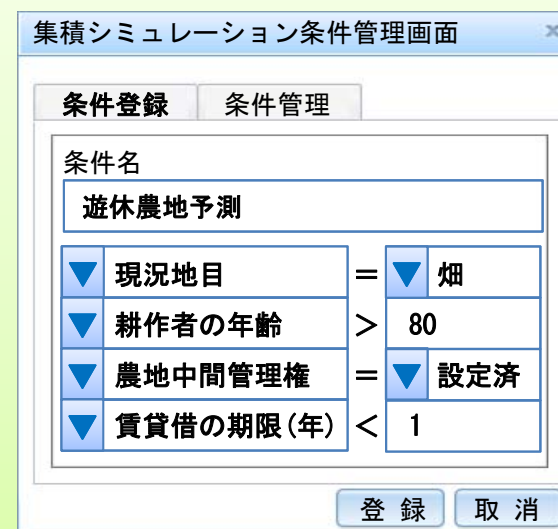 集積シミュレーション条件管理画面
条件登録 条件管理
条件名
遊休農地予測
現況地目 = 畑
耕作者の年齢 > 80
農地中間管理権 = 設定済
賃貸借の期限(年) < 1
登 録 取 消